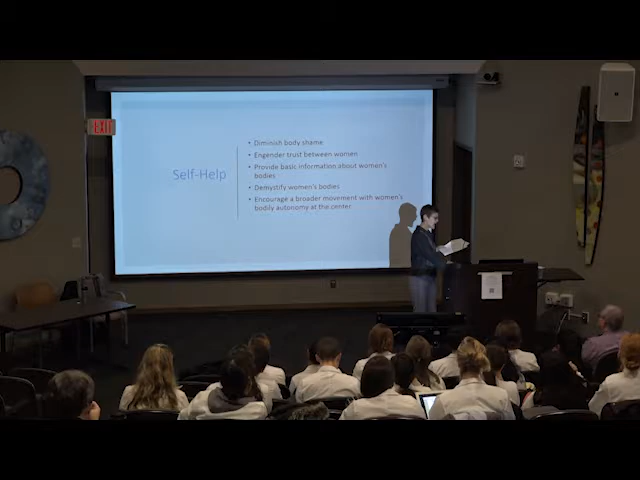 EXIT
Self-Help
• Diminish body shame
• Engender trust between women
• Provide basic information about women's
bodies
• Demystify women's bodies
• Encourage a broader movement with women's
bodily autonomy at the center